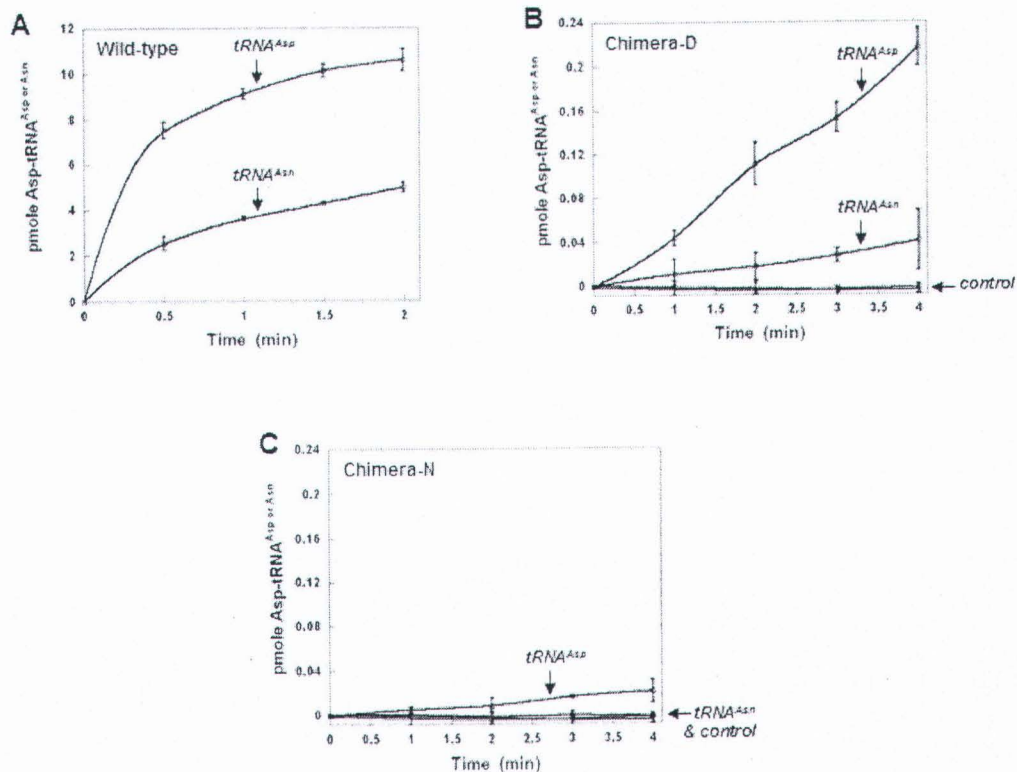 A
Wild-type
tRNA^Asp
tRNA^Asn
pmole Asp-tRNA^Asp or Asn
12
10
8
6
4
2
0
0 0.5 1 1.5 2
Time (min)
B
Chimera-D
tRNA^Asp
tRNA^Asn
control
pmole Asp-tRNA^Asp or Asn
0.24
0.2
0.16
0.12
0.08
0.04
0
0 0.5 1 1.5 2 2.5 3 3.5 4
Time (min)
C
Chimera-N
tRNA^Asp
tRNA^Asn
& control
pmole Asp-tRNA^Asp or Asn
0.24
0.2
0.16
0.12
0.08
0.04
0
0 0.5 1 1.5 2 2.5 3 3.5 4
Time (min)